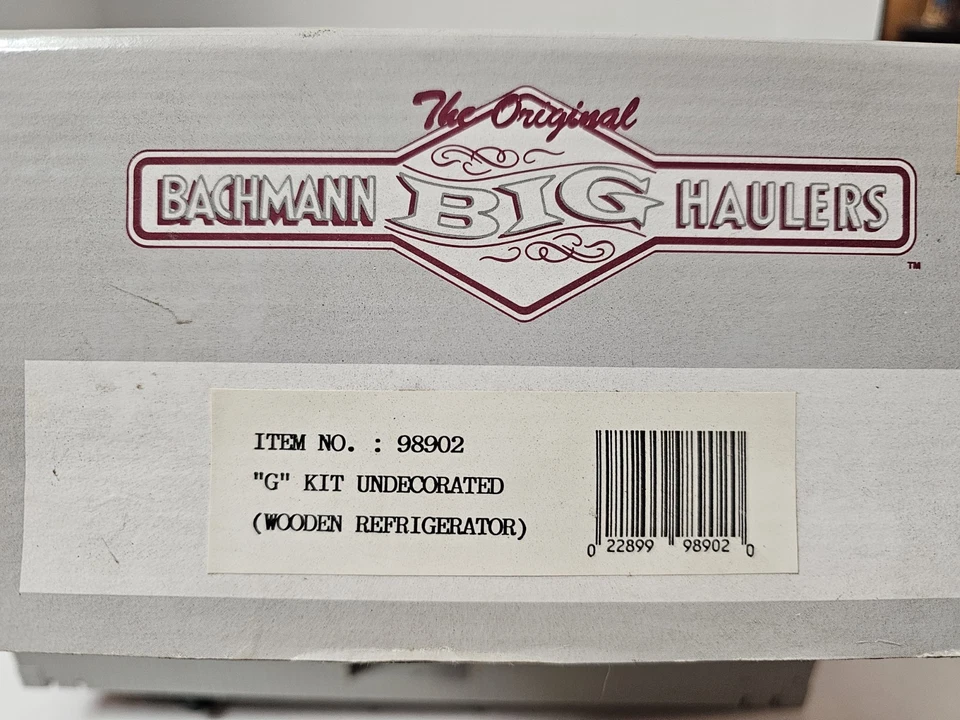 The Original
BACHMANN BIG HAULERS
TM
ITEM NO. : 98902
"G" KIT UNDECORATED
(WOODEN REFRIGERATOR)
0 22899 98902 0